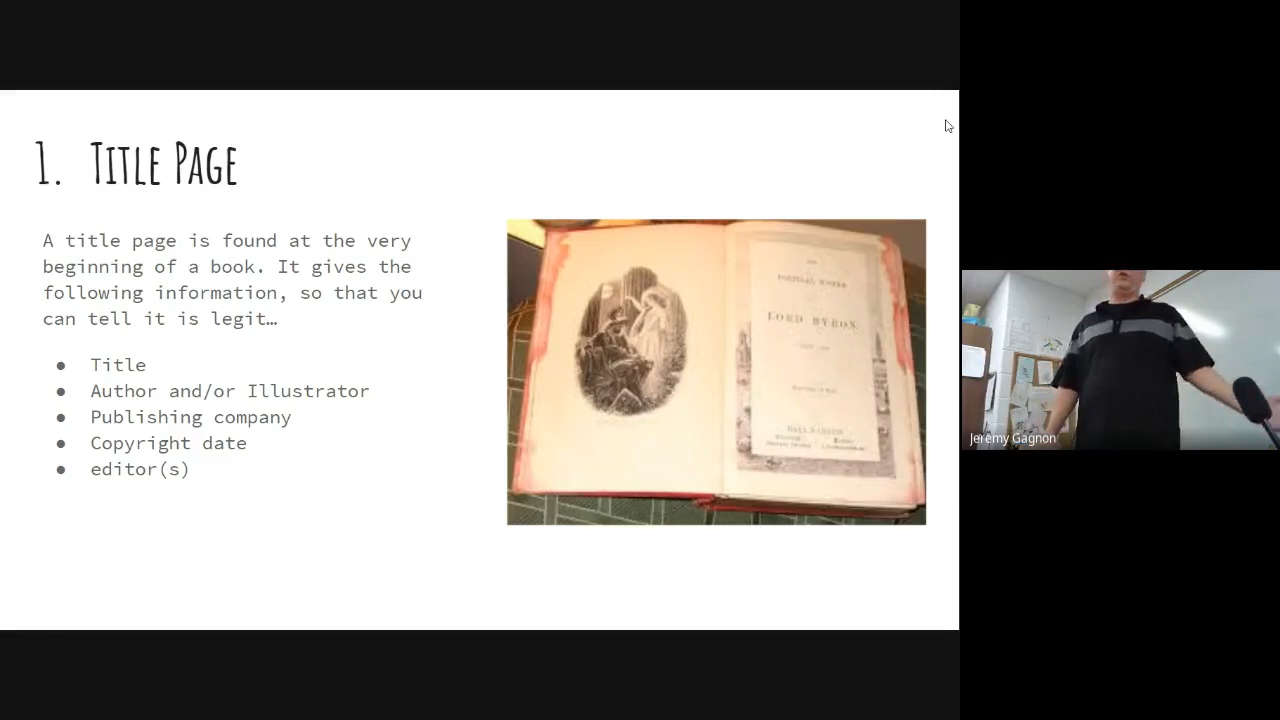 1. Title Page
A title page is found at the very
beginning of a book. It gives the
following information, so that you
can tell it is legit…
● Title
● Author and/or Illustrator
● Publishing company
● Copyright date
● editor(s)
POETICAL WORKS
LORD BYRON.
Jeremy Gagnon